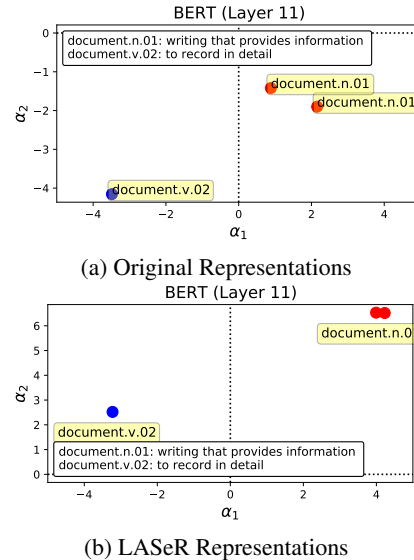 BERT (Layer 11)
0
document.n.01: writing that provides information
document.v.02: to record in detail
−1
document.n.01
document.n.01
−2
α₂
−3
−4
document.v.02
−4 −2 0 2 4
α₁
(a) Original Representations
BERT (Layer 11)
6
document.n.0
5
4
α₂
3
document.v.02
2
1
document.n.01: writing that provides information
document.v.02: to record in detail
0
−4 −2 0 2 4
α₁
(b) LASeR Representations